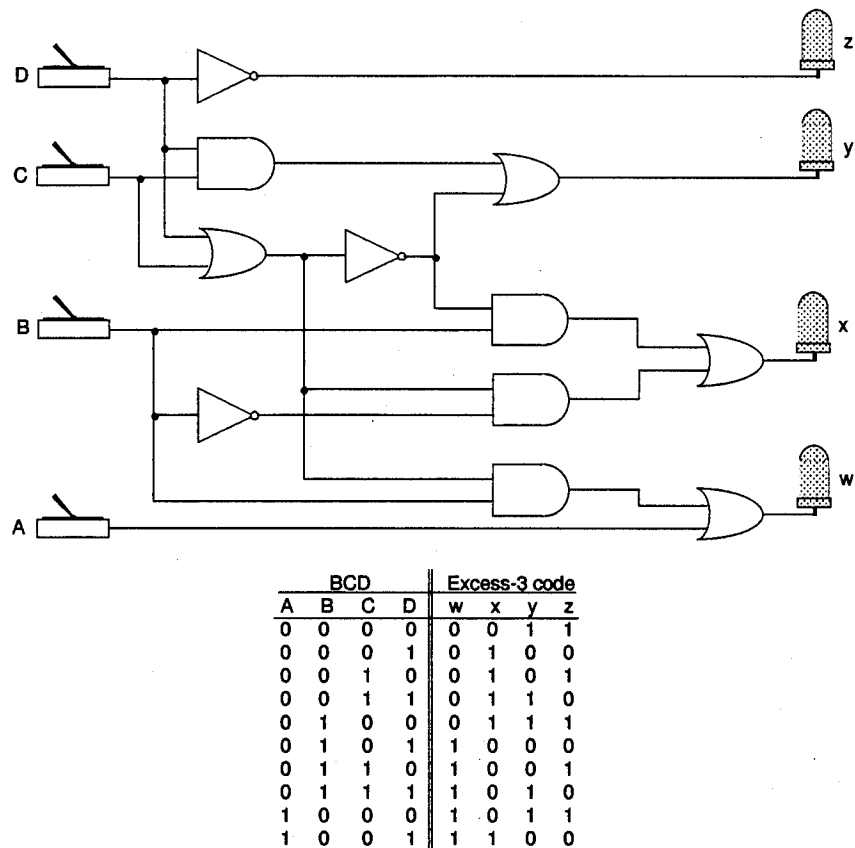 D
z
C
y
B
x
A
w
BCD Excess-3 code
A B C D w x y z
0 0 0 0 0 0 1 1
0 0 0 1 0 1 0 0
0 0 1 0 0 1 0 1
0 0 1 1 0 1 1 0
0 1 0 0 0 1 1 1
0 1 0 1 1 0 0 0
0 1 1 0 1 0 0 1
0 1 1 1 1 0 1 0
1 0 0 0 1 0 1 1
1 0 0 1 1 1 0 0